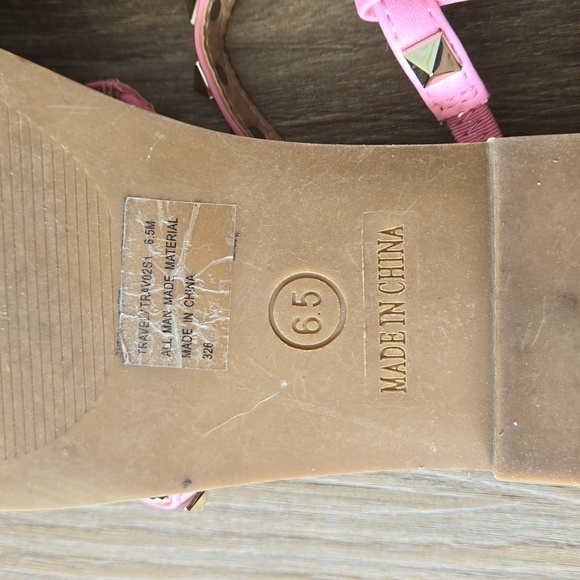 TRAVEL/TRAV02S1 6.5M
ALL MAN MADE MATERIAL
MADE IN CHINA
326
6.5
MADE IN CHINA